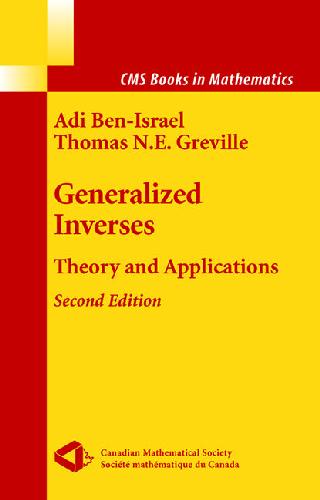 CMS Books in Mathematics
Adi Ben-Israel
Thomas N.E. Greville
Generalized
Inverses
Theory and Applications
Second Edition
Canadian Mathematical Society
Société mathématique du Canada